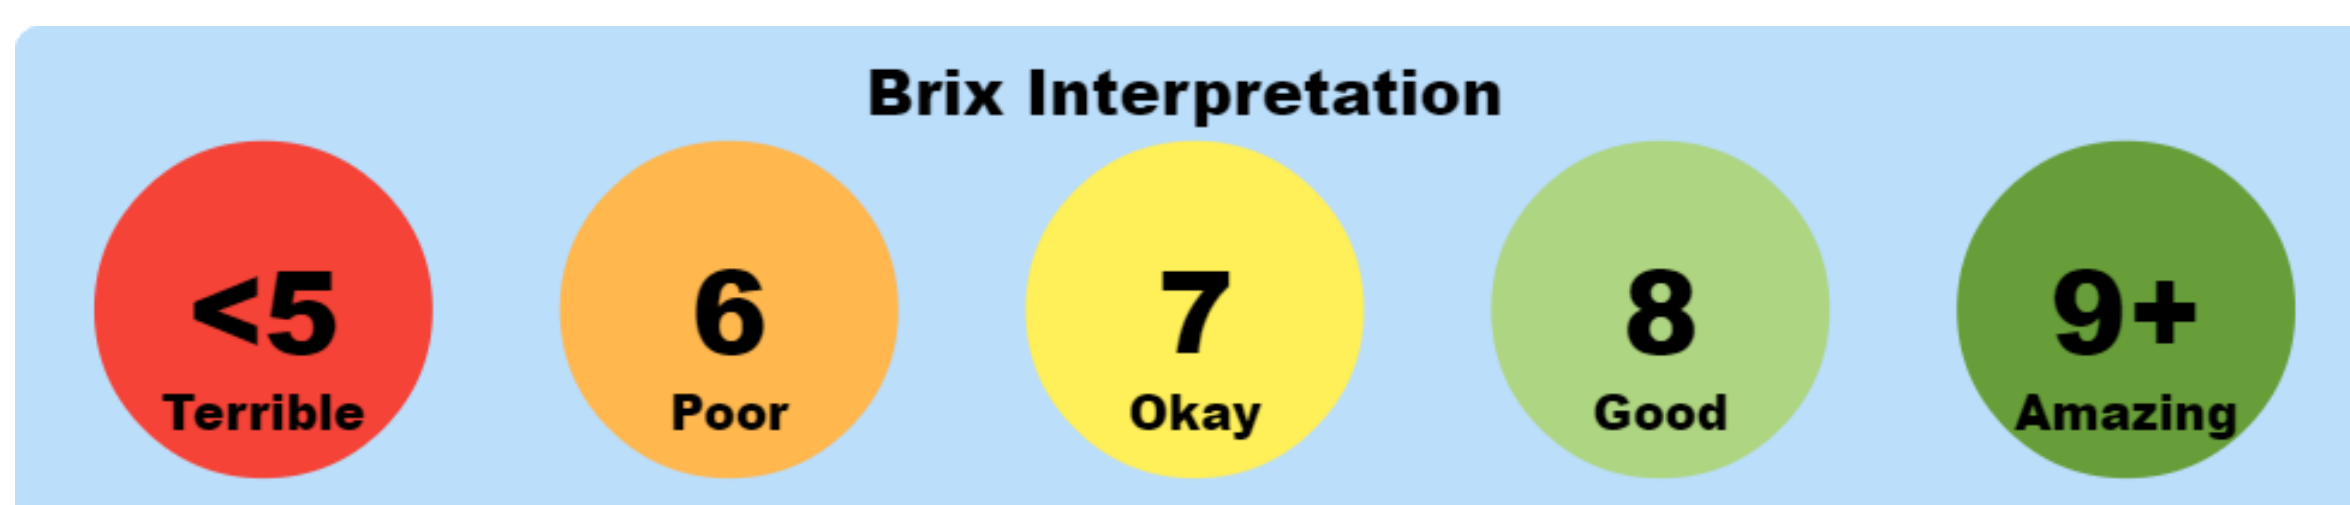 Brix Interpretation
<5
Terrible
6
Poor
7
Okay
8
Good
9+
Amazing